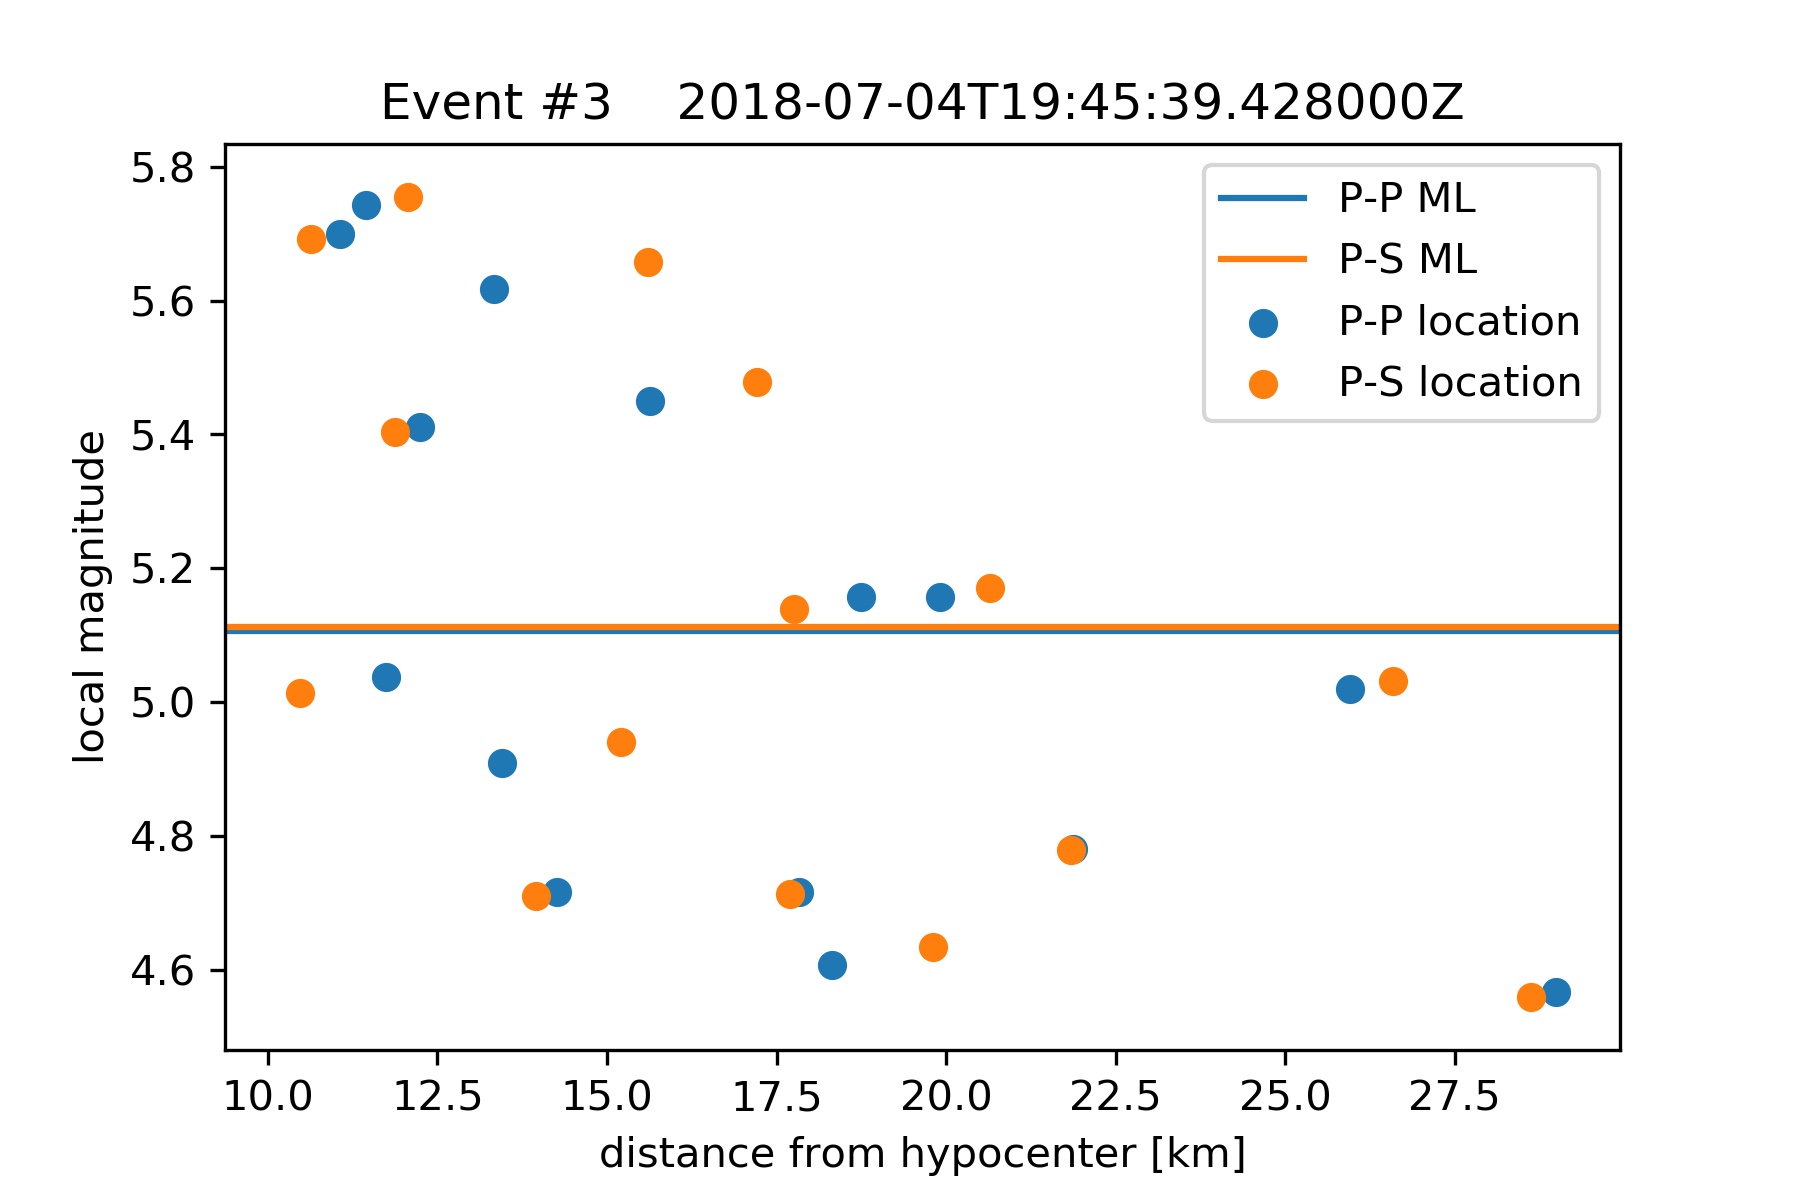 Event #3    2018-07-04T19:45:39.428000Z
P-P ML
P-S ML
P-P location
P-S location
local magnitude
5.8
5.6
5.4
5.2
5.0
4.8
4.6
10.0 12.5 15.0 17.5 20.0 22.5 25.0 27.5
distance from hypocenter [km]